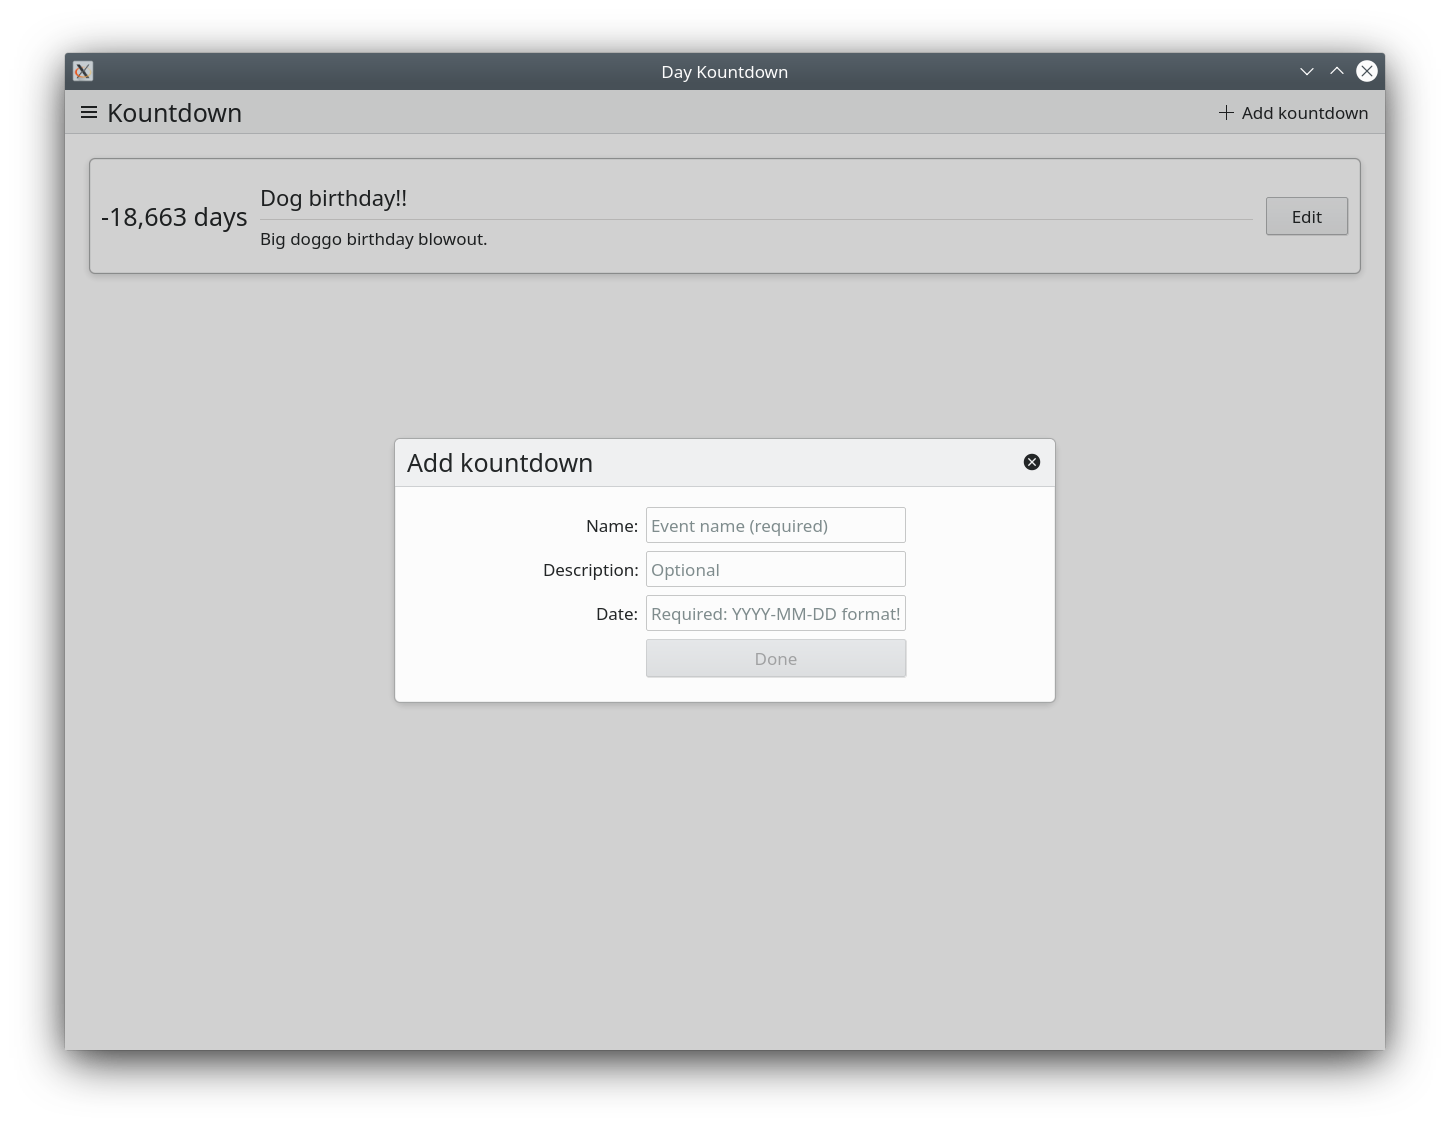 Day Kountdown
Kountdown
Add kountdown
-18,663 days
Dog birthday!!
Big doggo birthday blowout.
Edit
Add kountdown
Name: Event name (required)
Description: Optional
Date: Required: YYYY-MM-DD format!
Done